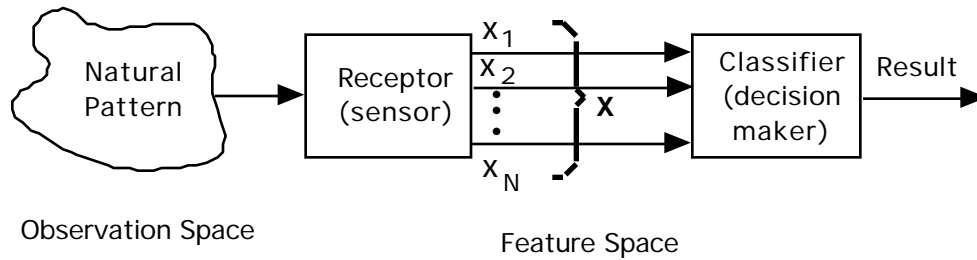 Natural
Pattern
Receptor
(sensor)
x1
x2
xN
X
Classifier
(decision
maker)
Result
Observation Space
Feature Space